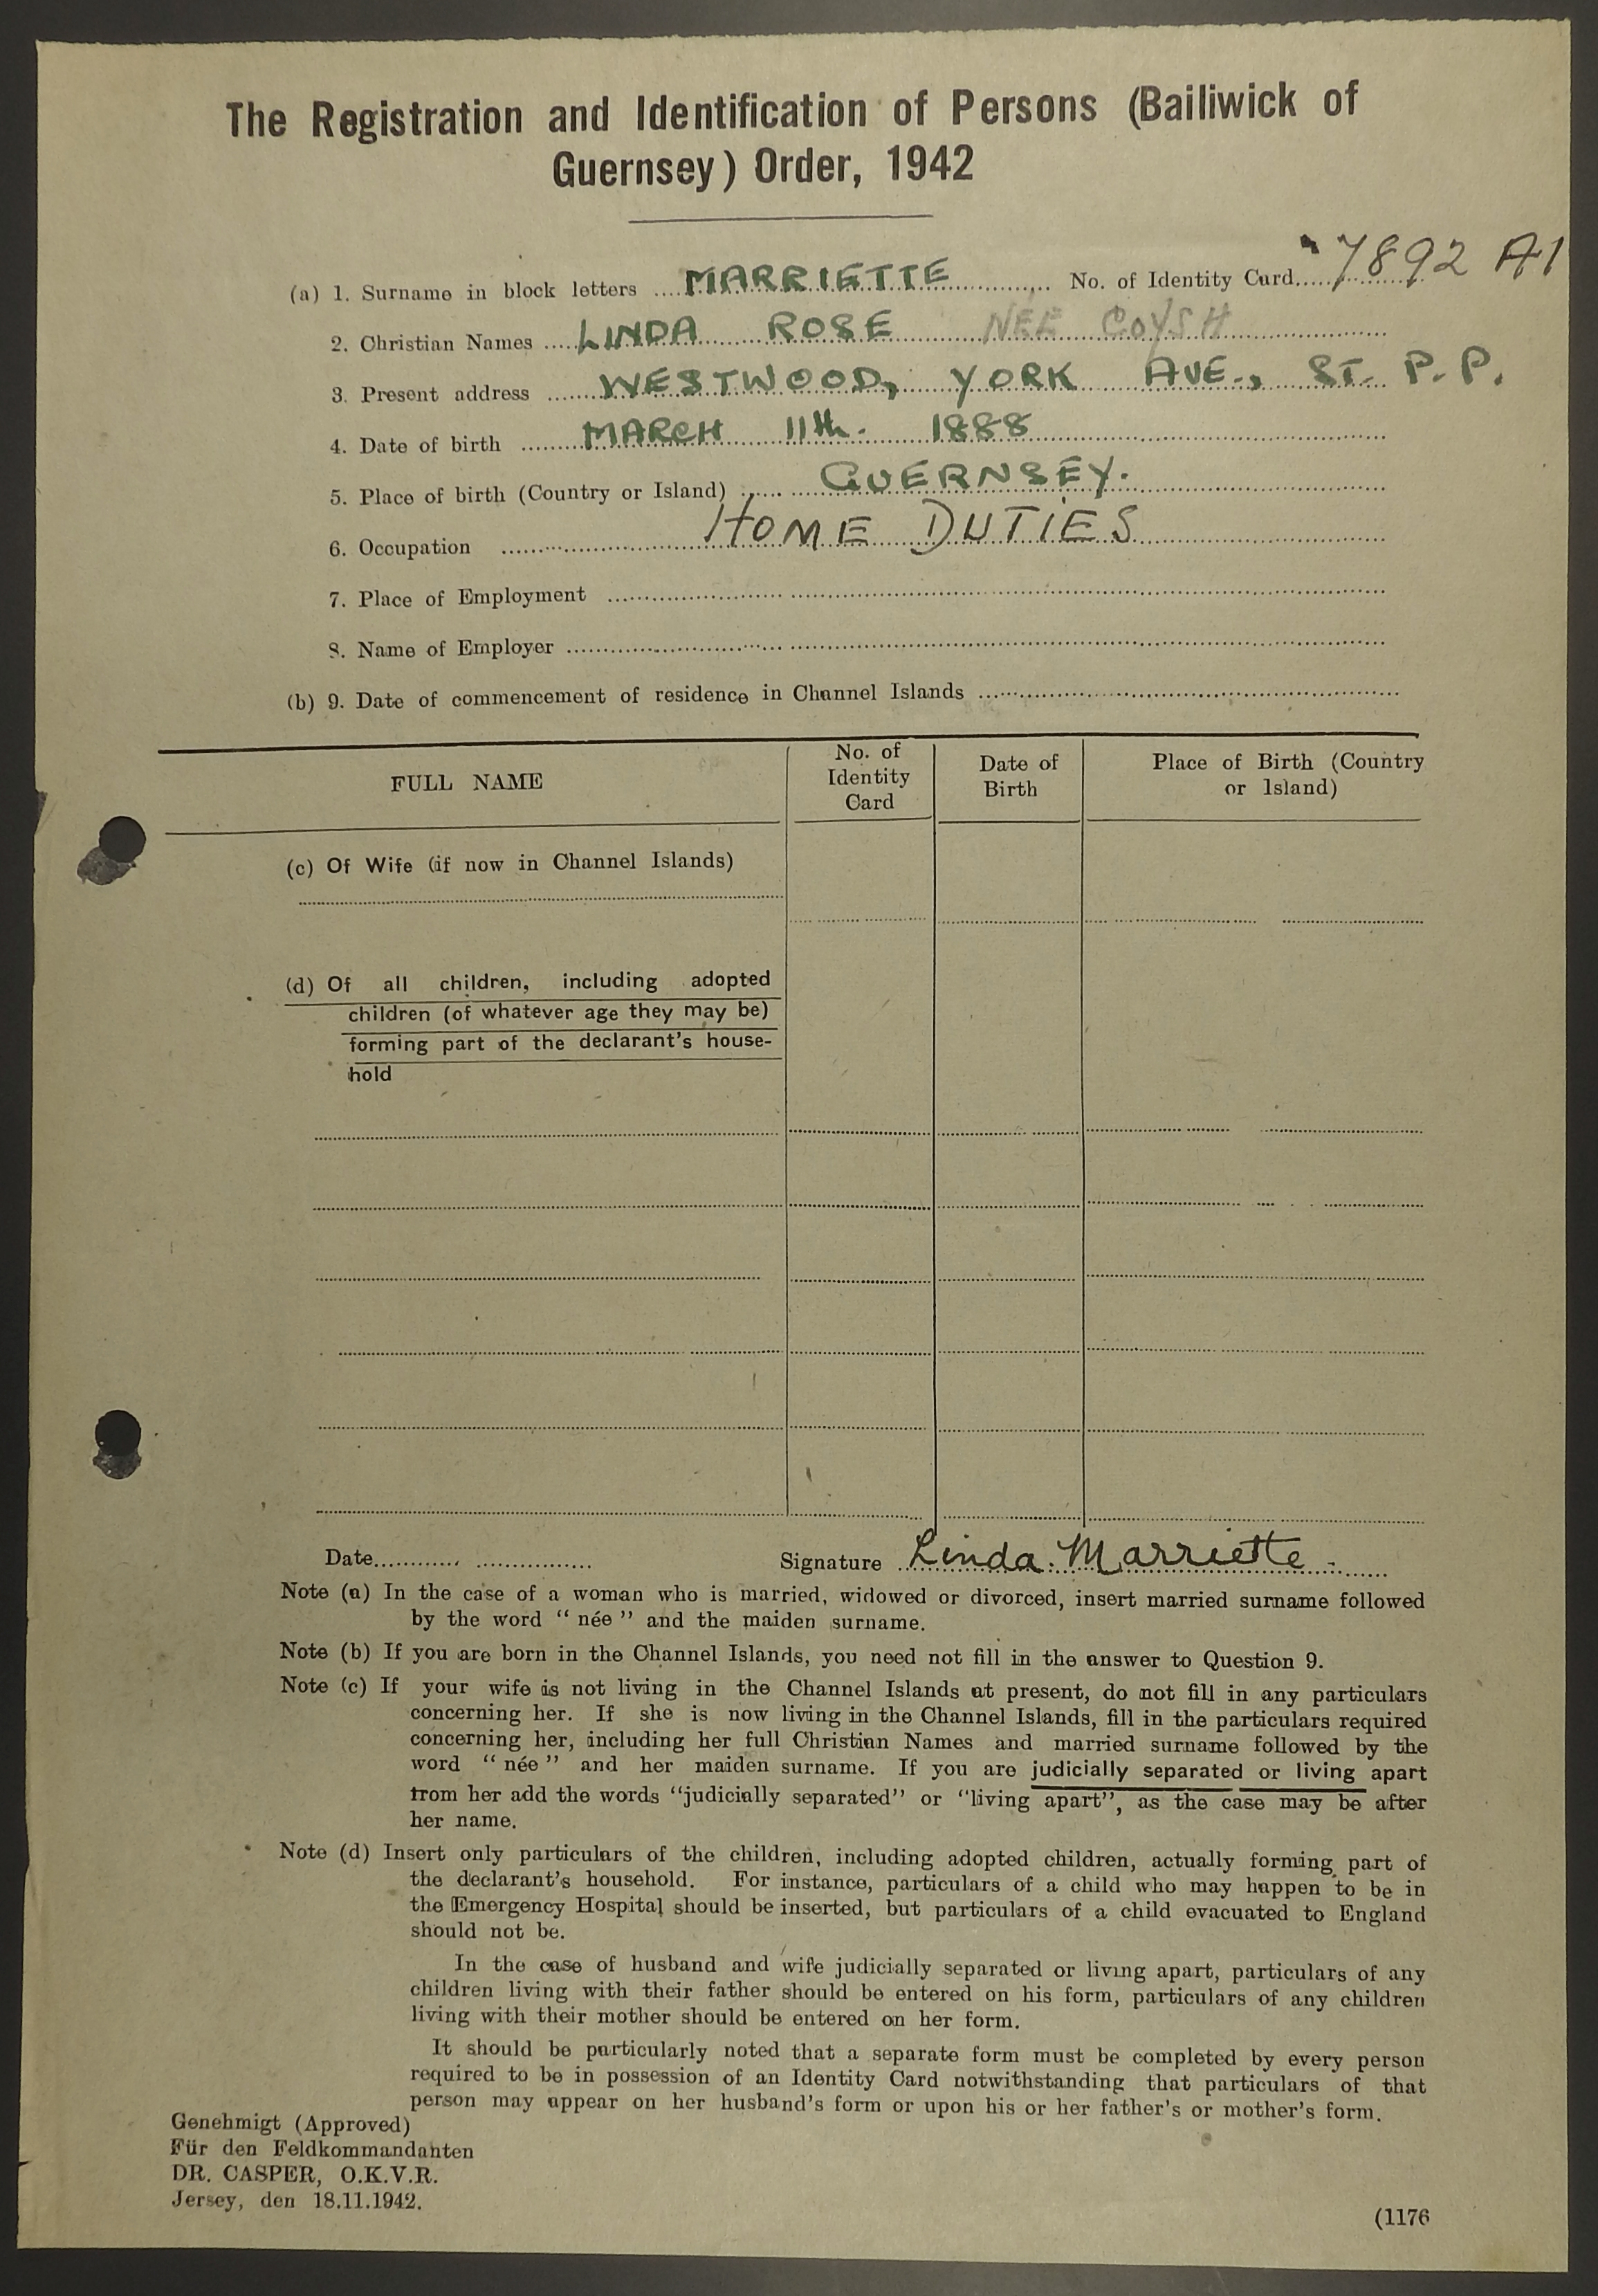 The Registration and Identification of Persons (Bailiwick of
Guernsey) Order, 1942
(a) 1. Surname in block letters MARRIETTE No. of Identity Card 7892 A1
2. Christian Names LINDA ROSE NEE COYSH
3. Present address WESTWOOD, YORK AVE., ST. P. P.
4. Date of birth MARCH 11th. 1888
5. Place of birth (Country or Island) GUERNSEY.
6. Occupation HOME DUTIES
7. Place of Employment
8. Name of Employer
(b) 9. Date of commencement of residence in Channel Islands
FULL NAME
No. of
Identity
Card
Date of
Birth
Place of Birth (Country
or Island)
(c) Of Wife (if now in Channel Islands)
(d) Of all children, including adopted
children (of whatever age they may be)
forming part of the declarant's house-
hold
Date Signature Linda. Marriette.
Note (a) In the case of a woman who is married, widowed or divorced, insert married surname followed
by the word "née" and the maiden surname.
Note (b) If you are born in the Channel Islands, you need not fill in the answer to Question 9.
Note (c) If your wife is not living in the Channel Islands at present, do not fill in any particulars
concerning her. If she is now living in the Channel Islands, fill in the particulars required
concerning her, including her full Christian Names and married surname followed by the
word "née" and her maiden surname. If you are judicially separated or living apart
from her add the words "judicially separated" or "living apart", as the case may be after
her name.
Note (d) Insert only particulars of the children, including adopted children, actually forming part of
the declarant's household. For instance, particulars of a child who may happen to be in
the Emergency Hospital should be inserted, but particulars of a child evacuated to England
should not be.
In the case of husband and wife judicially separated or living apart, particulars of any
children living with their father should be entered on his form, particulars of any children
living with their mother should be entered on her form.
It should be particularly noted that a separate form must be completed by every person
required to be in possession of an Identity Card notwithstanding that particulars of that
person may appear on her husband's form or upon his or her father's or mother's form.
Genehmigt (Approved)
Für den Feldkommandanten
DR. CASPER, O.K.V.R.
Jersey, den 18.11.1942.
(1176